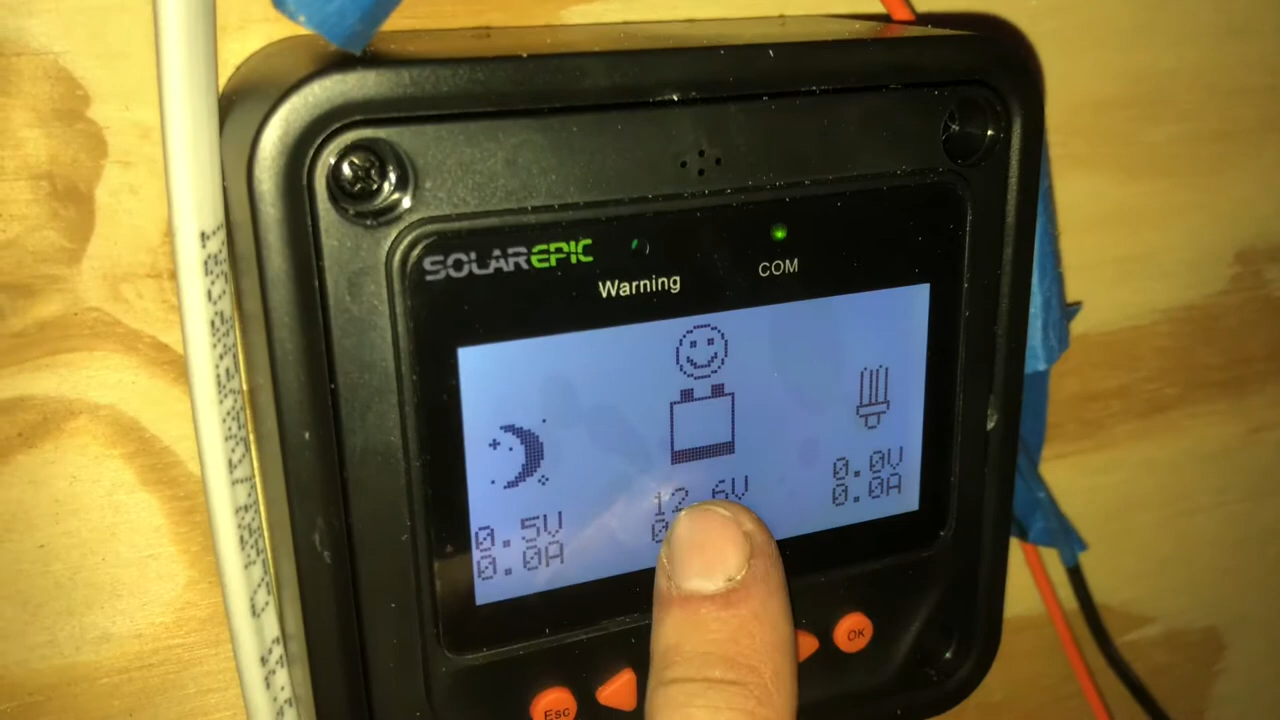 SOLAREPIC
Warning
COM
12.6V
0.0V
0.0A
0.5V
0.0A
OK
Esc